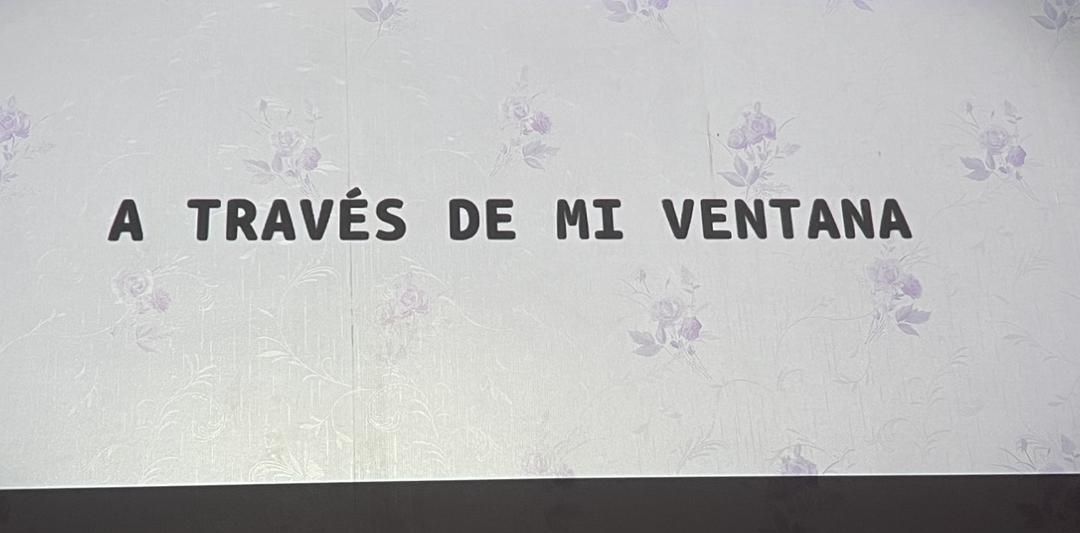 A TRAVÉS DE MI VENTANA